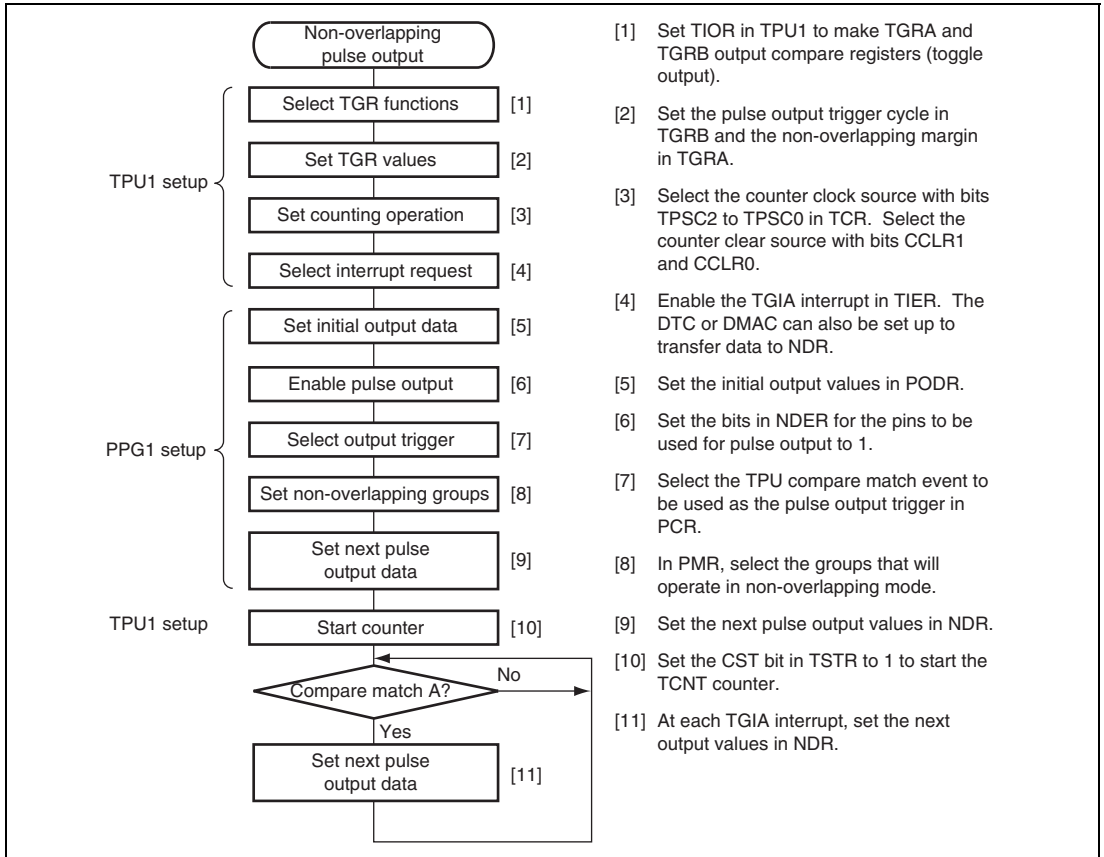 Non-overlapping
pulse output
TPU1 setup
Select TGR functions [1]
Set TGR values [2]
Set counting operation [3]
Select interrupt request [4]
PPG1 setup
Set initial output data [5]
Enable pulse output [6]
Select output trigger [7]
Set non-overlapping groups [8]
Set next pulse
output data [9]
TPU1 setup
Start counter [10]
Compare match A?
No
Yes
Set next pulse
output data [11]
[1] Set TIOR in TPU1 to make TGRA and
TGRB output compare registers (toggle
output).
[2] Set the pulse output trigger cycle in
TGRB and the non-overlapping margin
in TGRA.
[3] Select the counter clock source with bits
TPSC2 to TPSC0 in TCR. Select the
counter clear source with bits CCLR1
and CCLR0.
[4] Enable the TGIA interrupt in TIER. The
DTC or DMAC can also be set up to
transfer data to NDR.
[5] Set the initial output values in PODR.
[6] Set the bits in NDER for the pins to be
used for pulse output to 1.
[7] Select the TPU compare match event to
be used as the pulse output trigger in
PCR.
[8] In PMR, select the groups that will
operate in non-overlapping mode.
[9] Set the next pulse output values in NDR.
[10] Set the CST bit in TSTR to 1 to start the
TCNT counter.
[11] At each TGIA interrupt, set the next
output values in NDR.